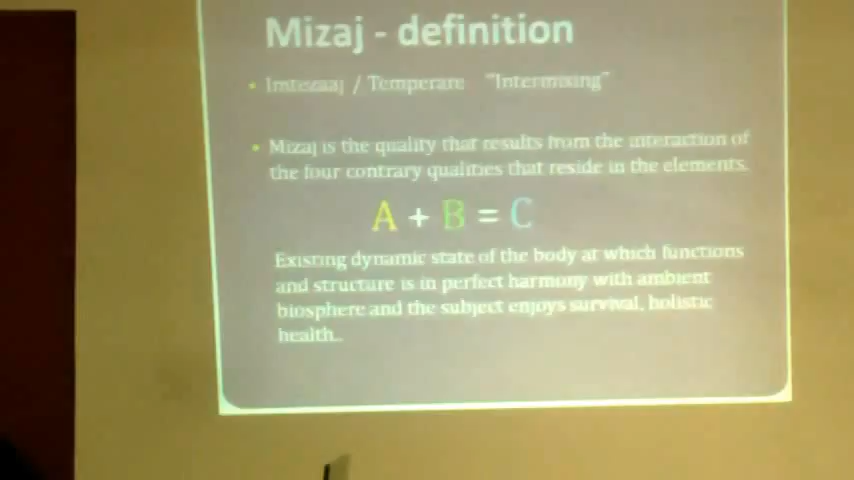 Mizaj - definition
• Imtezaaj / Temperare "Intermixing"
• Mizaj is the quality that results from the interaction of
the four contrary qualities that reside in the elements.
A + B = C
Existing dynamic state of the body at which functions
and structure is in perfect harmony with ambient
biosphere and the subject enjoys survival, holistic
health..